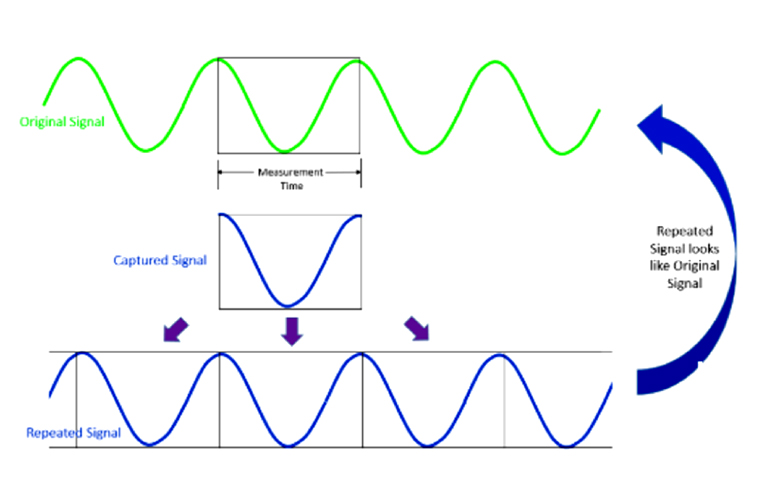 Original Signal
Measurement
Time
Captured Signal
Repeated
Signal looks
like Original
Signal
Repeated Signal